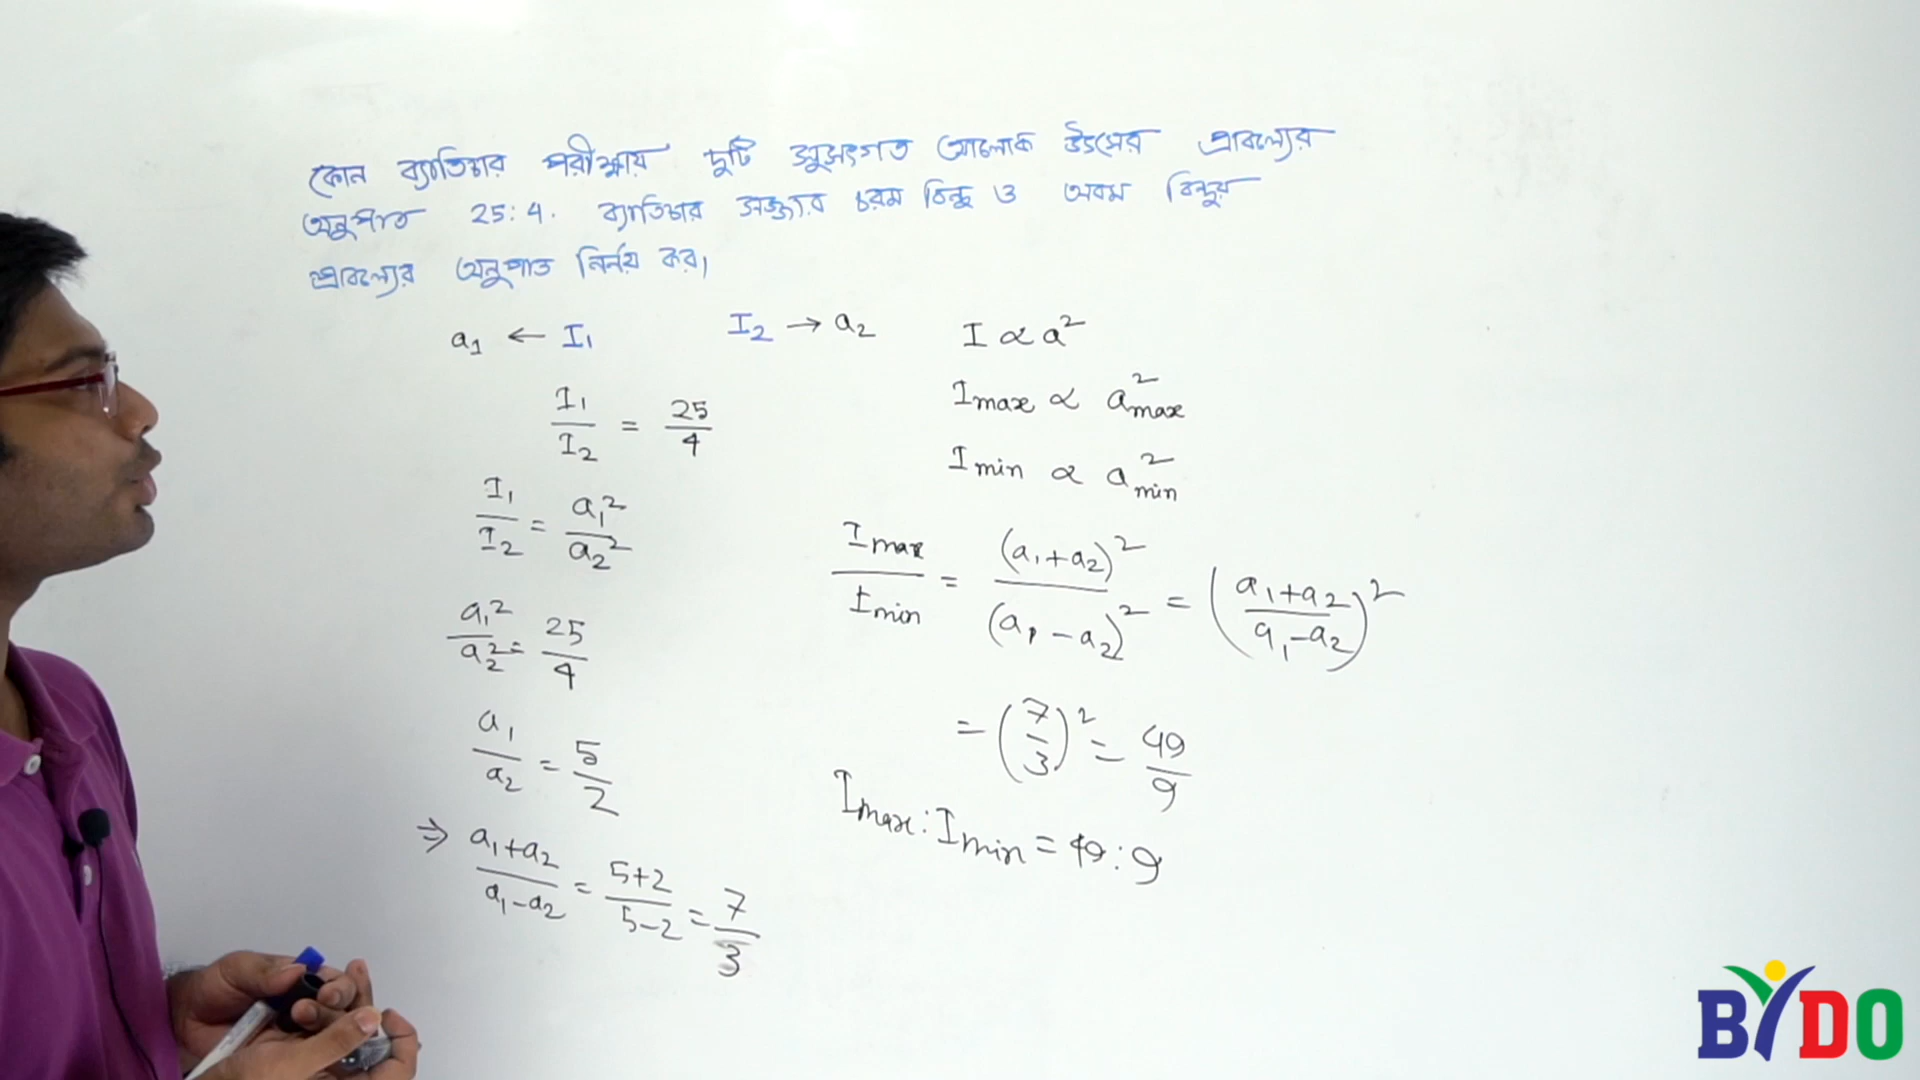 কোন ব্যাতিচার পরীক্ষায় দুটি সুসংগত আলোক উৎসের প্রাবল্যের
অনুপাত 25:4. ব্যাতিচার সজ্জার চরম বিন্দু ও অবম বিন্দুর
প্রাবল্যের অনুপাত নির্নয় কর।
a₁ ← I₁ I₂ → a₂
I₁/I₂ = 25/4
I₁/I₂ = a₁²/a₂²
a₁²/a₂² = 25/4
a₁/a₂ = 5/2
⇒ (a₁+a₂)/(a₁-a₂) = (5+2)/(5-2) = 7/3
I ∝ a²
Imax ∝ a²max
Imin ∝ a²min
Imax/Imin = (a₁+a₂)²/(a₁-a₂)² = ((a₁+a₂)/(a₁-a₂))²
= (7/3)² = 49/9
Imax : Imin = 49:9
BYDO